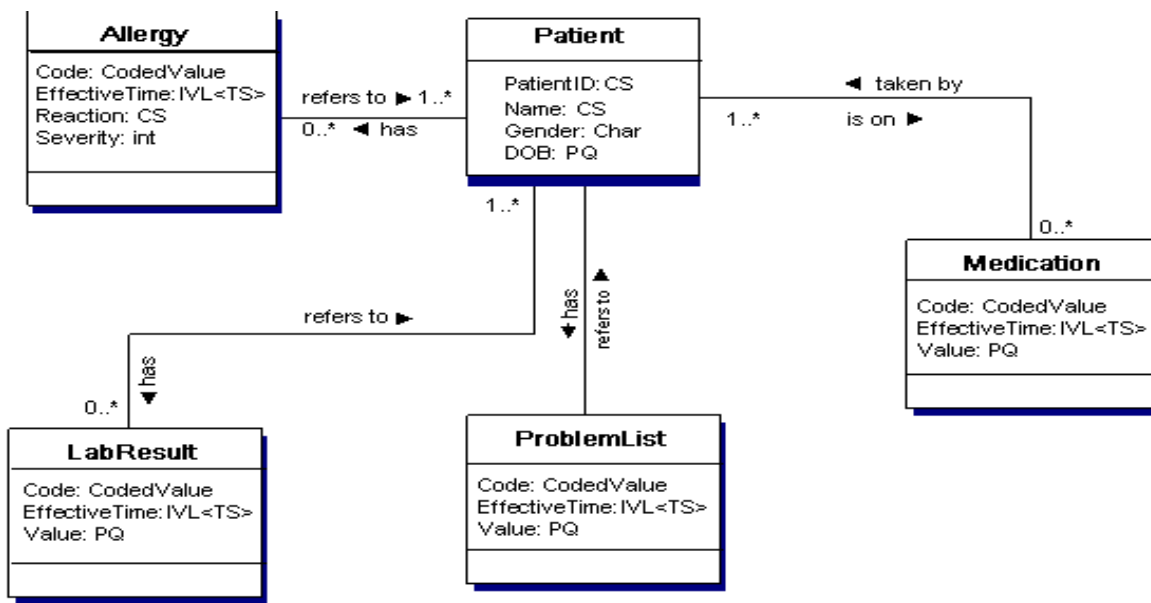 Allergy
Code: CodedValue
EffectiveTime: IVL<TS>
Reaction: CS
Severity: int
refers to ► 1..*
0..* ◄ has
Patient
PatientID: CS
Name: CS
Gender: Char
DOB: PQ
◄ taken by
1..* is on ►
0..*
Medication
Code: CodedValue
EffectiveTime: IVL<TS>
Value: PQ
1..*
refers to ►
◄ has
0..*
◄ has
refers to ►
LabResult
Code: CodedValue
EffectiveTime: IVL<TS>
Value: PQ
ProblemList
Code: CodedValue
EffectiveTime: IVL<TS>
Value: PQ